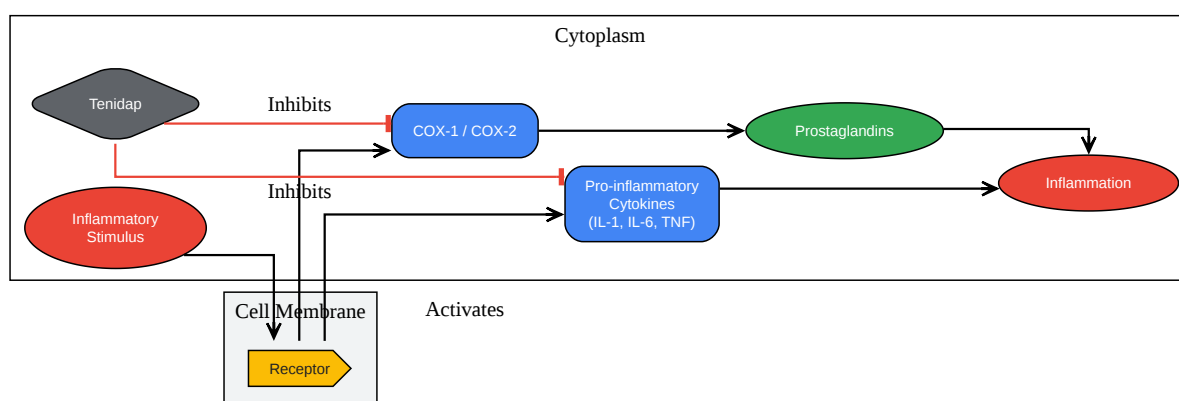 Cytoplasm
Tenidap
Inhibits
COX-1 / COX-2
Prostaglandins
Inhibits
Pro-inflammatory
Cytokines
(IL-1, IL-6, TNF)
Inflammation
Inflammatory
Stimulus
Cell Membrane
Activates
Receptor